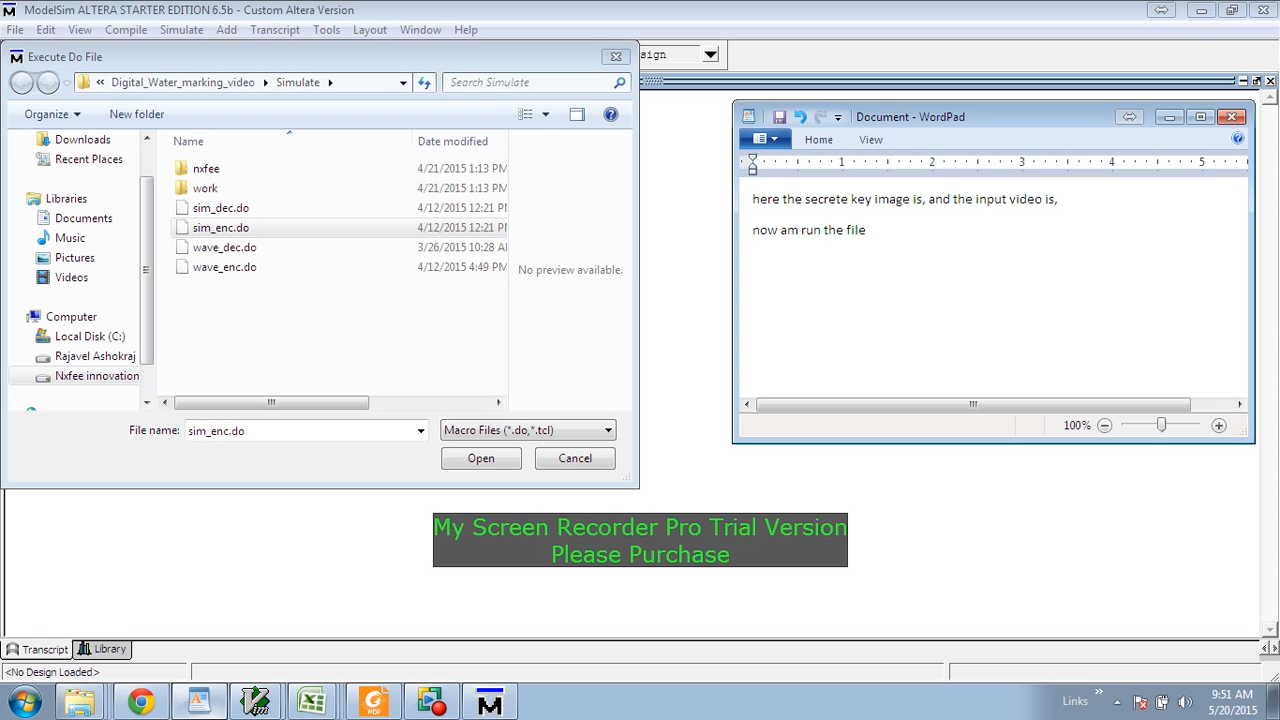 ModelSim ALTERA STARTER EDITION 6.5b - Custom Altera Version
File Edit View Compile Simulate Add Transcript Tools Layout Window Help
Execute Do File
sign
« Digital_Water_marking_video Simulate
Search Simulate
Organize New folder
Downloads
Recent Places
Libraries
Documents
Music
Pictures
Videos
Computer
Local Disk (C:)
Rajavel Ashokraj
Nxfee innovation
Name Date modified
nxfee 4/21/2015 1:13 PM
work 4/21/2015 1:13 PM
sim_dec.do 4/12/2015 12:21 PM
sim_enc.do 4/12/2015 12:21 PM
wave_dec.do 3/26/2015 10:28 AM
wave_enc.do 4/12/2015 4:49 PM
No preview available.
File name: sim_enc.do
Macro Files (*.do,*.tcl)
Open Cancel
Document - WordPad
Home View
1 2 3 4 5
here the secrete key image is, and the input video is,
now am run the file
100%
My Screen Recorder Pro Trial Version
Please Purchase
Transcript Library
<No Design Loaded>
PDF
Links
9:51 AM
5/20/2015